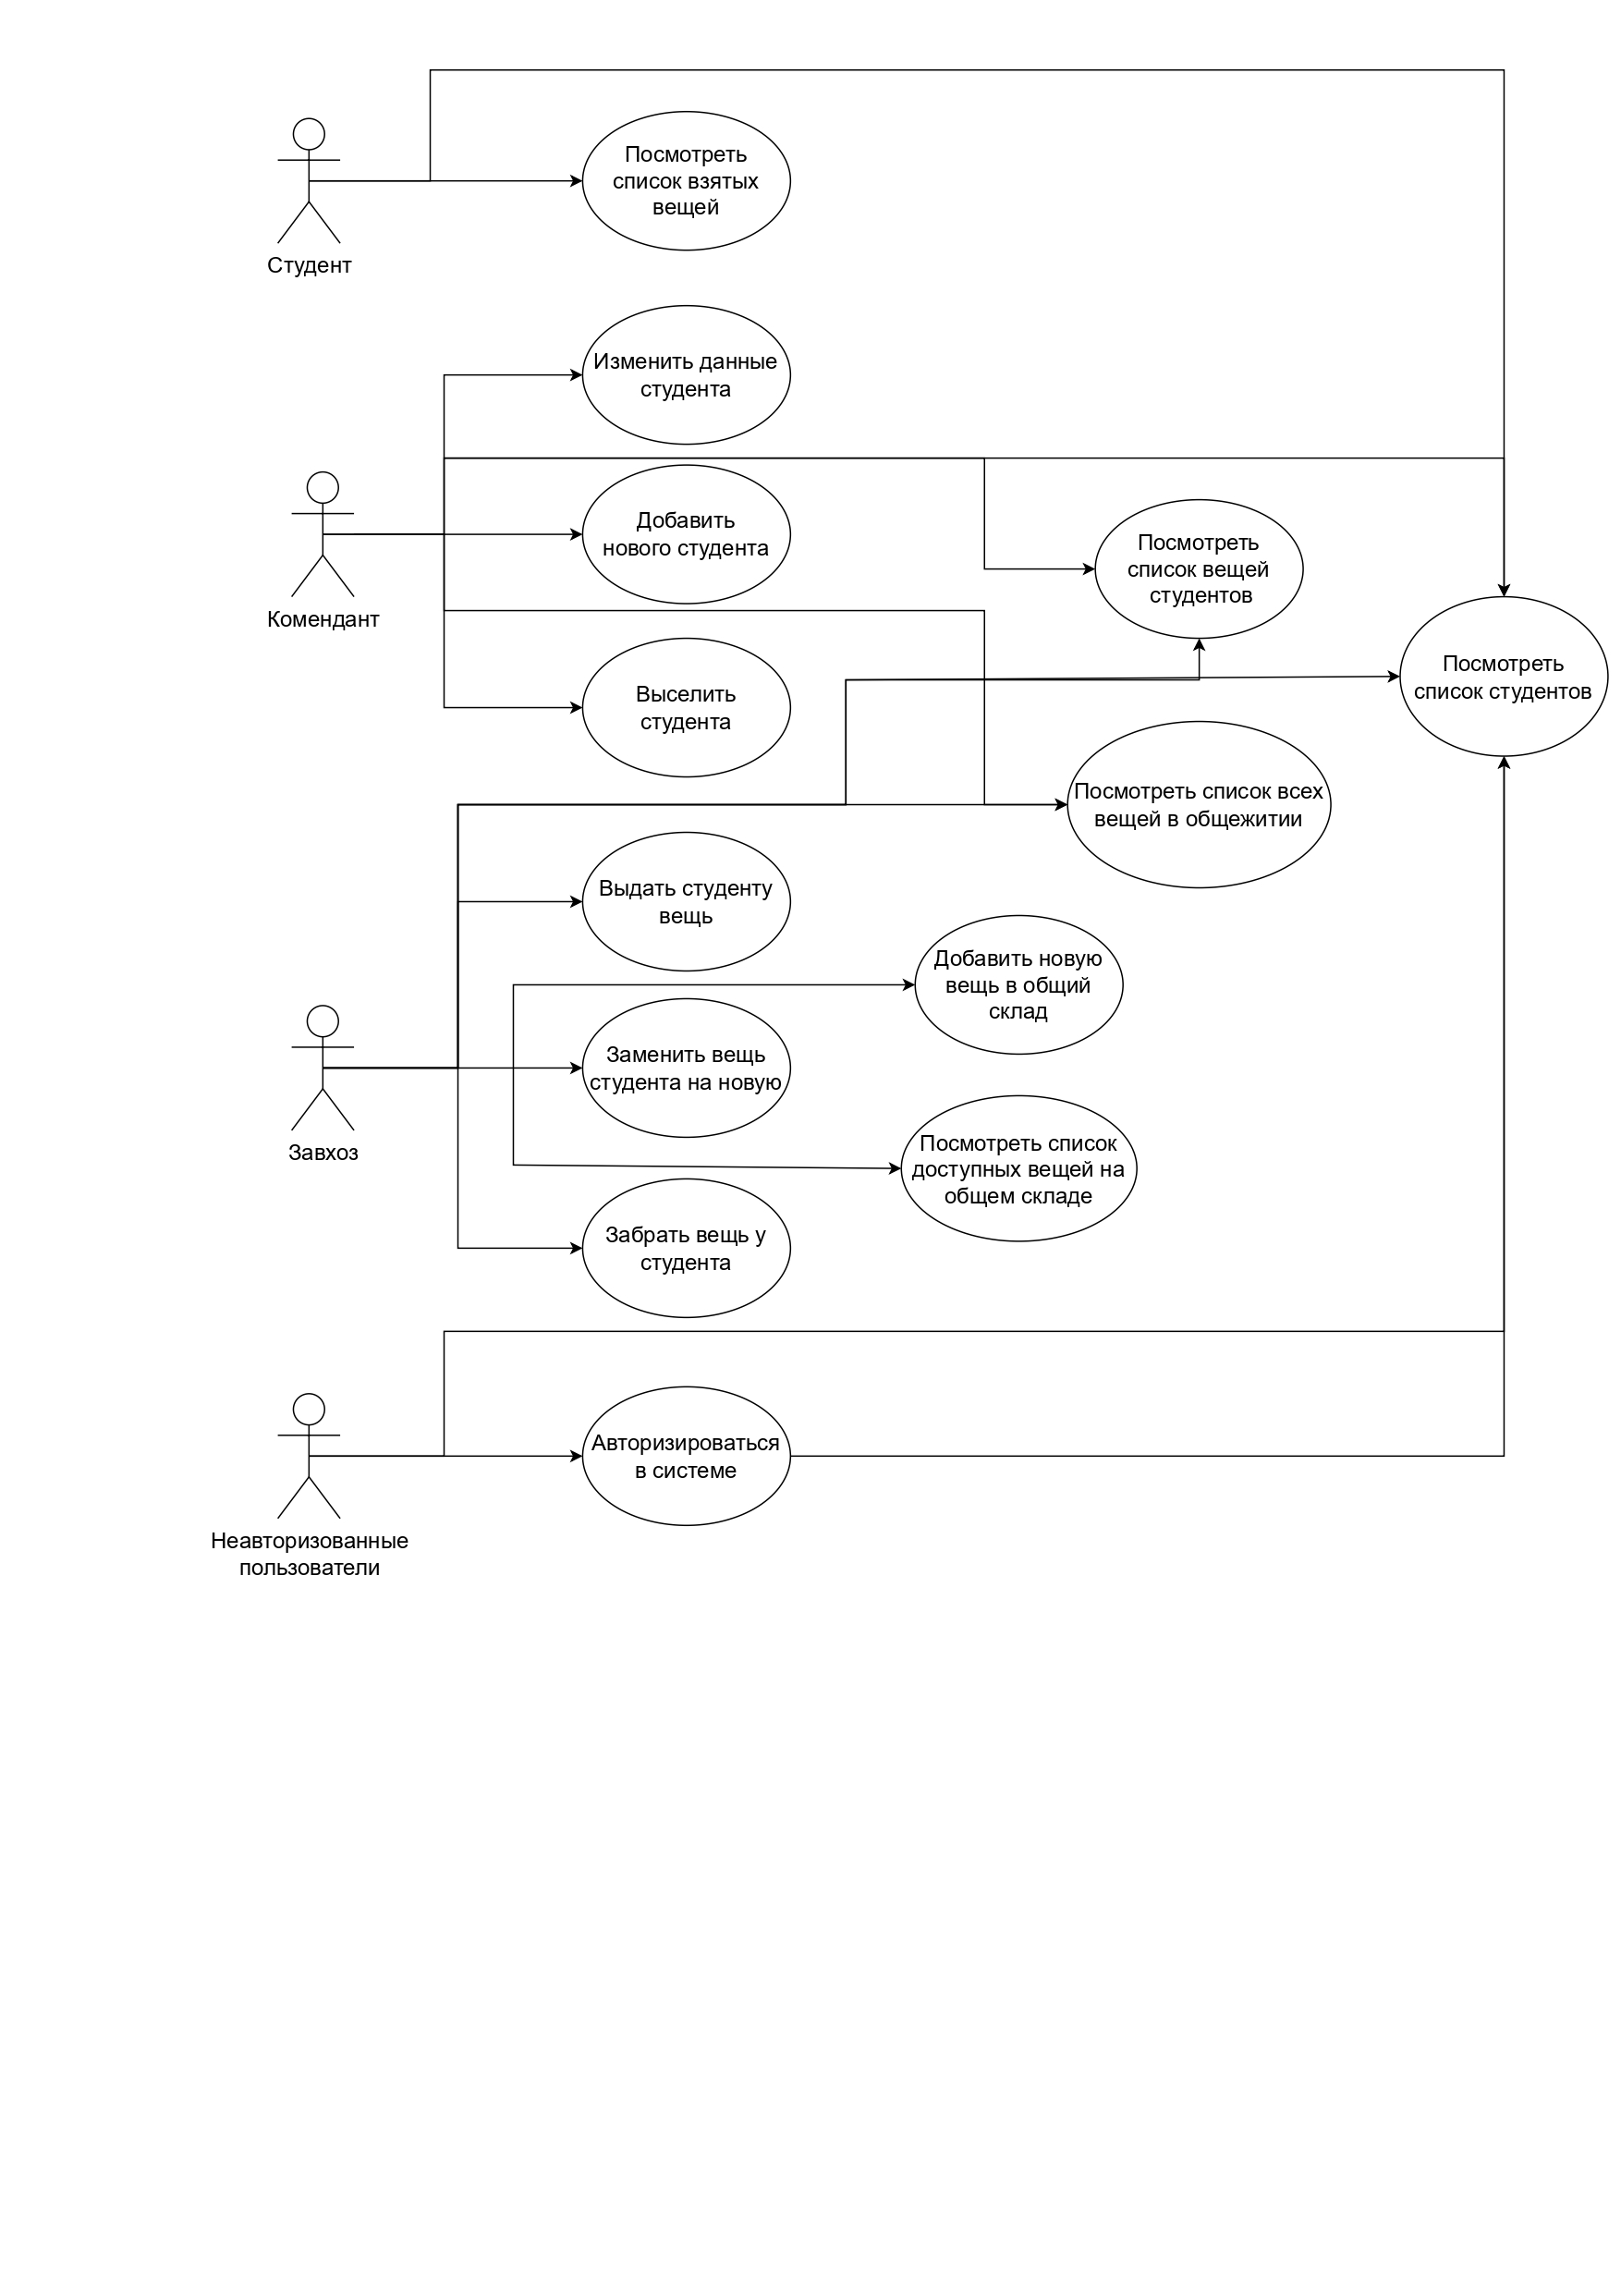 Посмотреть
список взятых
вещей
Студент
Изменить данные
студента
Добавить
нового студента
Комендант
Посмотреть
список вещей
студентов
Посмотреть
список студентов
Выселить
студента
Посмотреть список всех
вещей в общежитии
Выдать студенту
вещь
Добавить новую
вещь в общий
склад
Заменить вещь
студента на новую
Завхоз
Посмотреть список
доступных вещей на
общем складе
Забрать вещь у
студента
Авторизироваться
в системе
Неавторизованные
пользователи